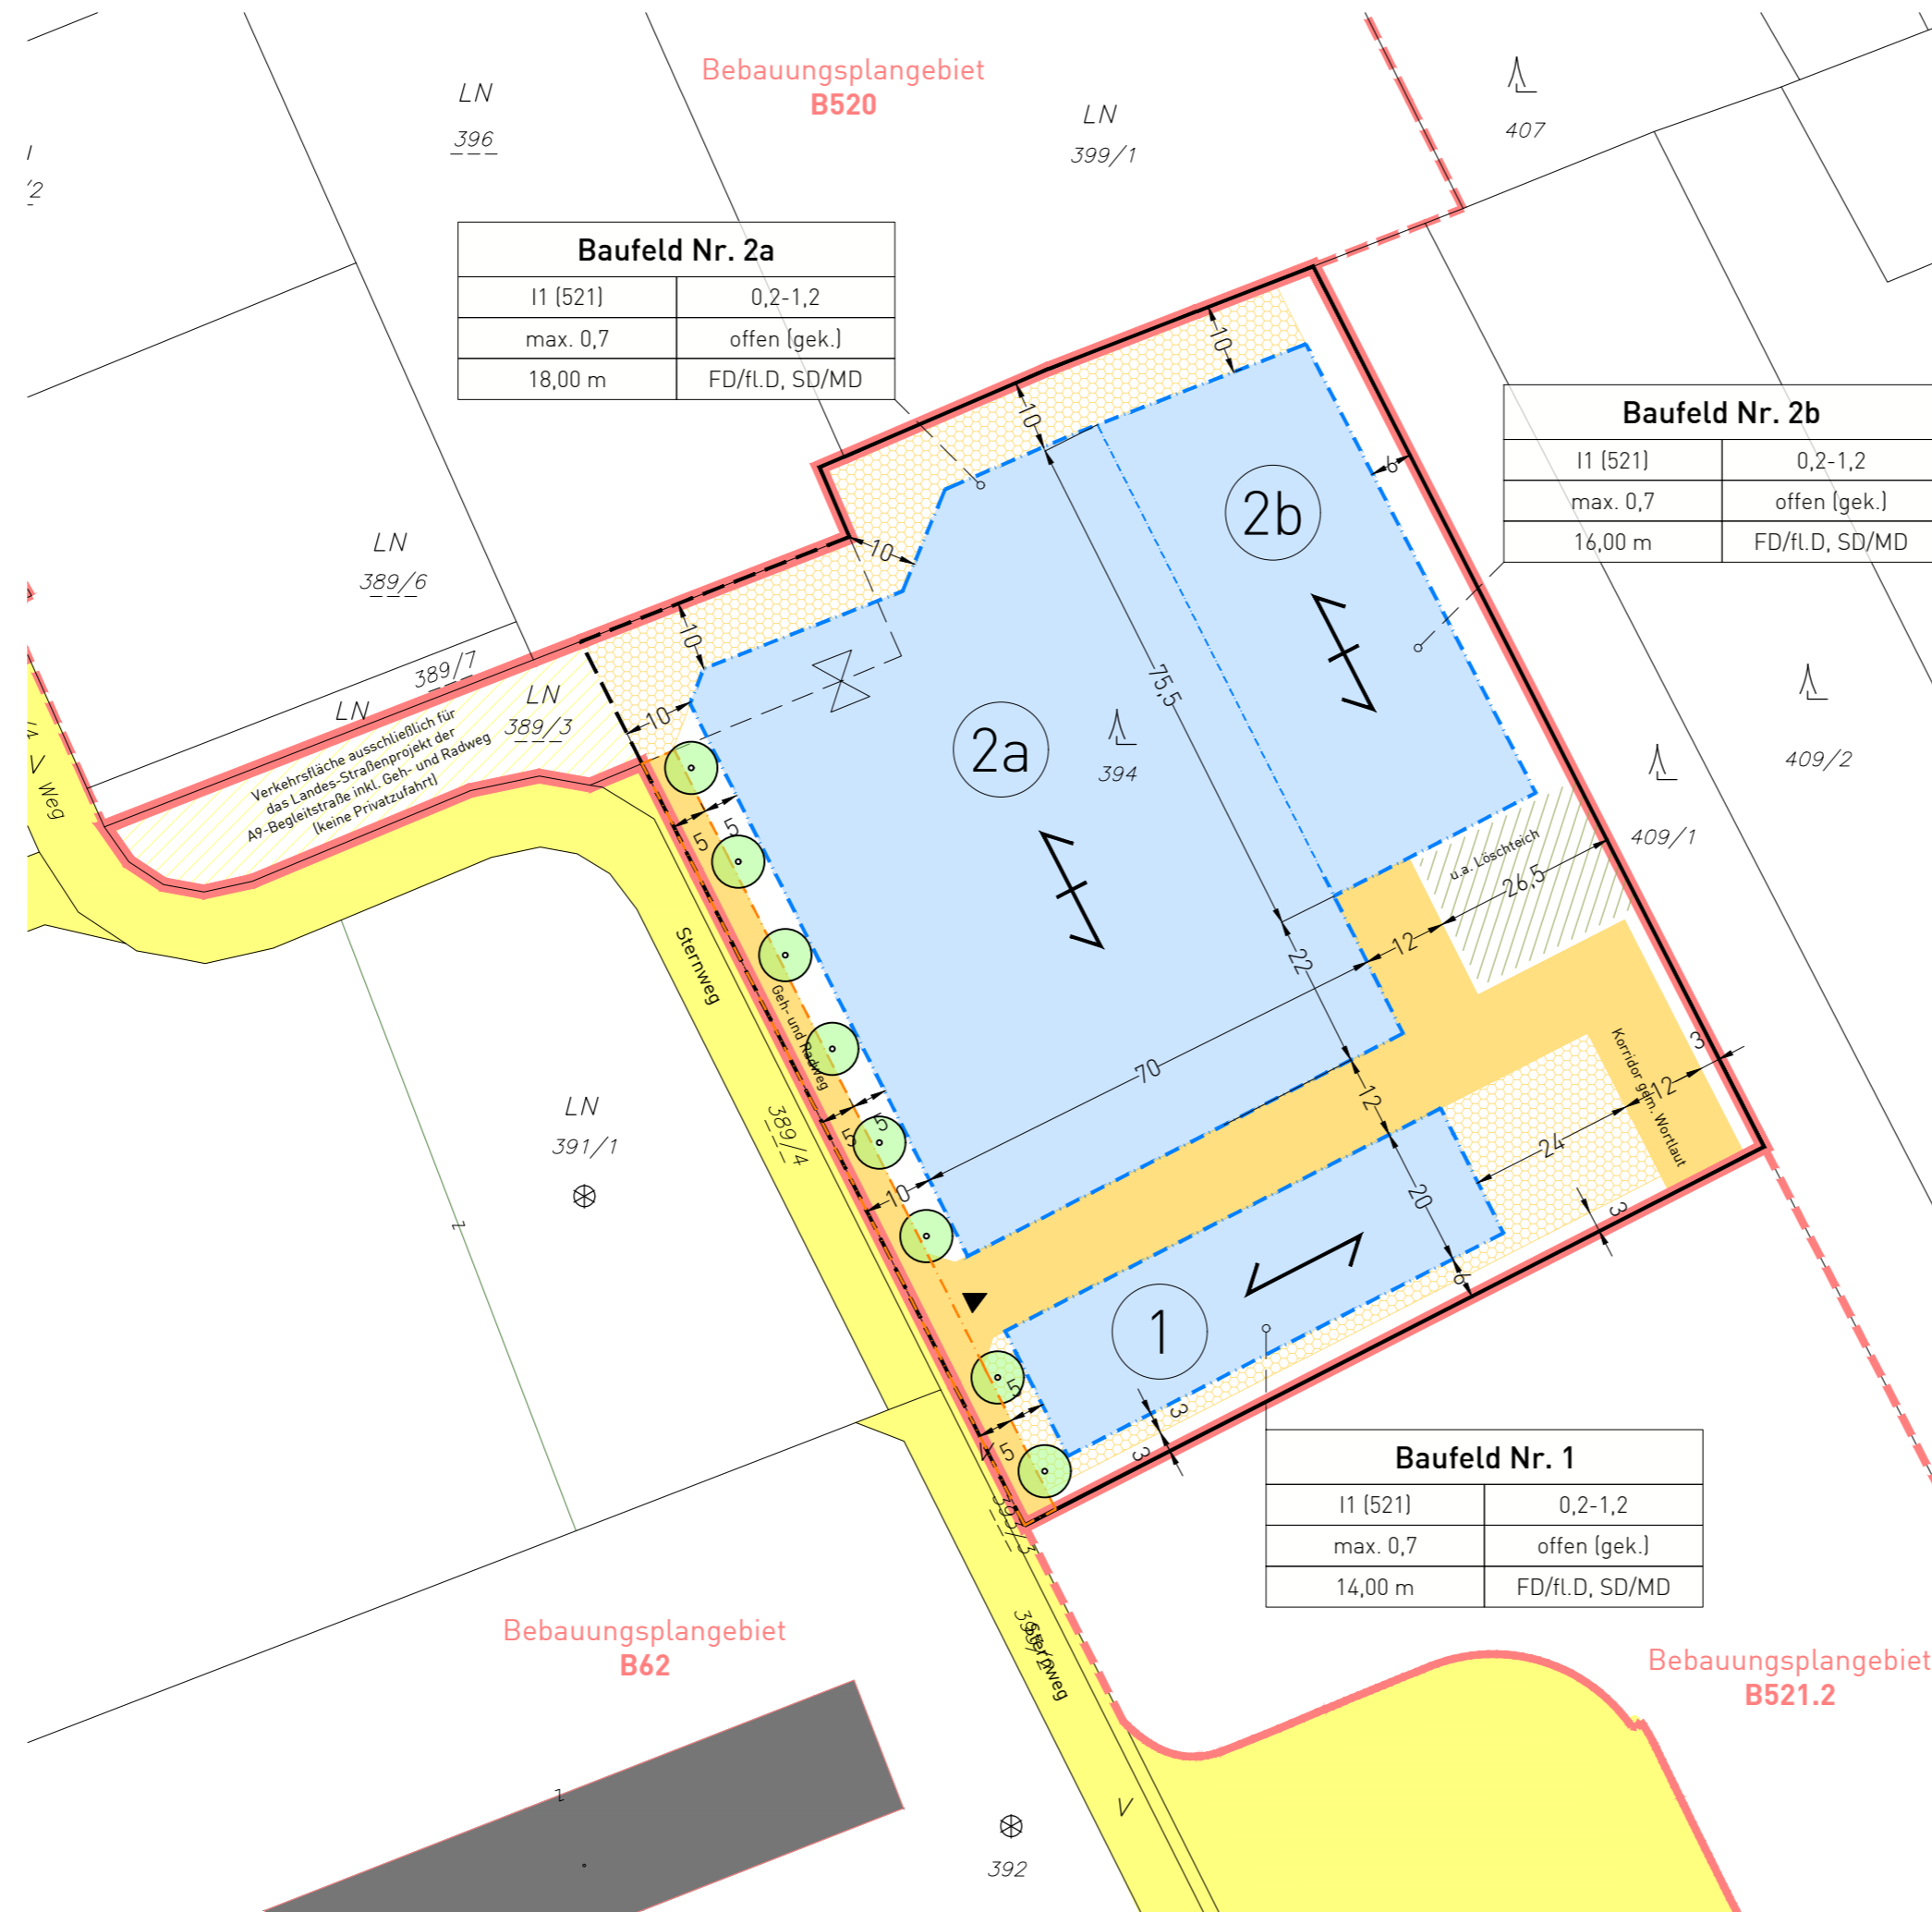 Bebauungsplangebiet
B520
LN
396
LN
399/1
407
/2
Baufeld Nr. 2a
I1 (521) 0,2-1,2
max. 0,7 offen (gek.)
18,00 m FD/fl.D, SD/MD
Baufeld Nr. 2b
I1 (521) 0,2-1,2
max. 0,7 offen (gek.)
16,00 m FD/fl.D, SD/MD
10
10
6
10
10
10
2b
2a
75,5
394
LN
389/6
389/7
LN
LN
389/3
Verkehrsfläche ausschließlich für
das Landes-Straßenprojekt der
A9-Begleitstraße inkl. Geh- und Radweg
(keine Privatzufahrt)
V Weg
409/2
409/1
u.a. Löschteich
26,5
12
22
5
5
Sternweg
Geh- und Radweg
70
12
3
12
Korridor gem. Wortlaut
24
20
3
6
389/4
5
5
10
LN
391/1
z
1
5
5
3
3
V
393/3
Baufeld Nr. 1
I1 (521) 0,2-1,2
max. 0,7 offen (gek.)
14,00 m FD/fl.D, SD/MD
Sternweg
Bebauungsplangebiet
B62
Bebauungsplangebiet
B521.2
z
V
392